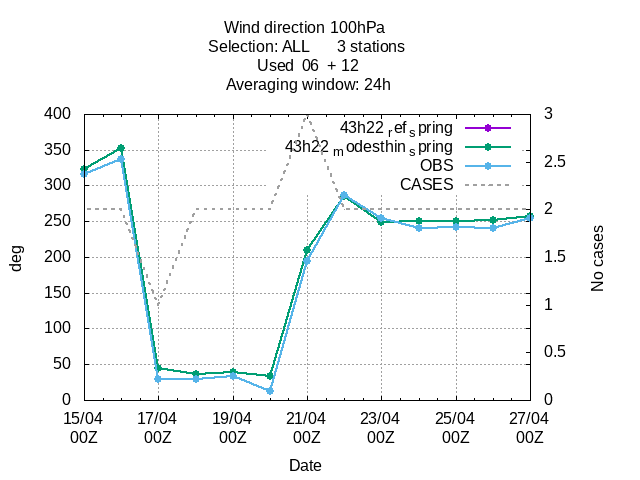 Wind direction 100hPa
Selection: ALL      3 stations
Used  06  + 12
Averaging window: 24h
43h22_ref_spring
43h22_modesthin_spring
OBS
CASES
400
350
300
250
200
150
100
50
0
3
2.5
2
1.5
1
0.5
0
deg
No cases
15/04 17/04 19/04 21/04 23/04 25/04 27/04
00Z 00Z 00Z 00Z 00Z 00Z 00Z
Date